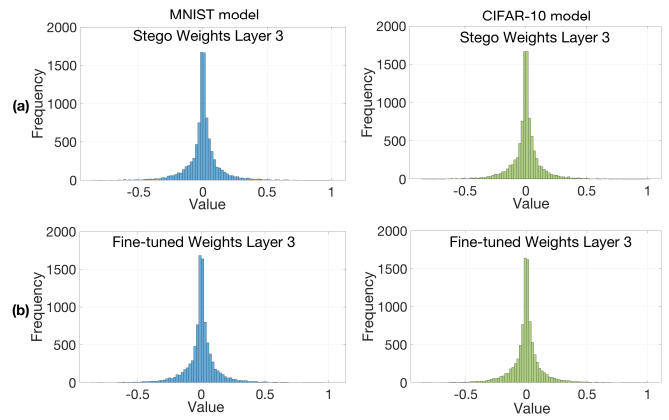 MNIST model
CIFAR-10 model
(a)
Stego Weights Layer 3
Frequency
2000
1500
1000
500
0
-0.5
0
0.5
1
Value
Stego Weights Layer 3
Frequency
2000
1500
1000
500
0
-0.5
0
0.5
1
Value
(b)
Fine-tuned Weights Layer 3
Frequency
2000
1500
1000
500
0
-0.5
0
0.5
1
Value
Fine-tuned Weights Layer 3
Frequency
2000
1500
1000
500
0
-0.5
0
0.5
1
Value